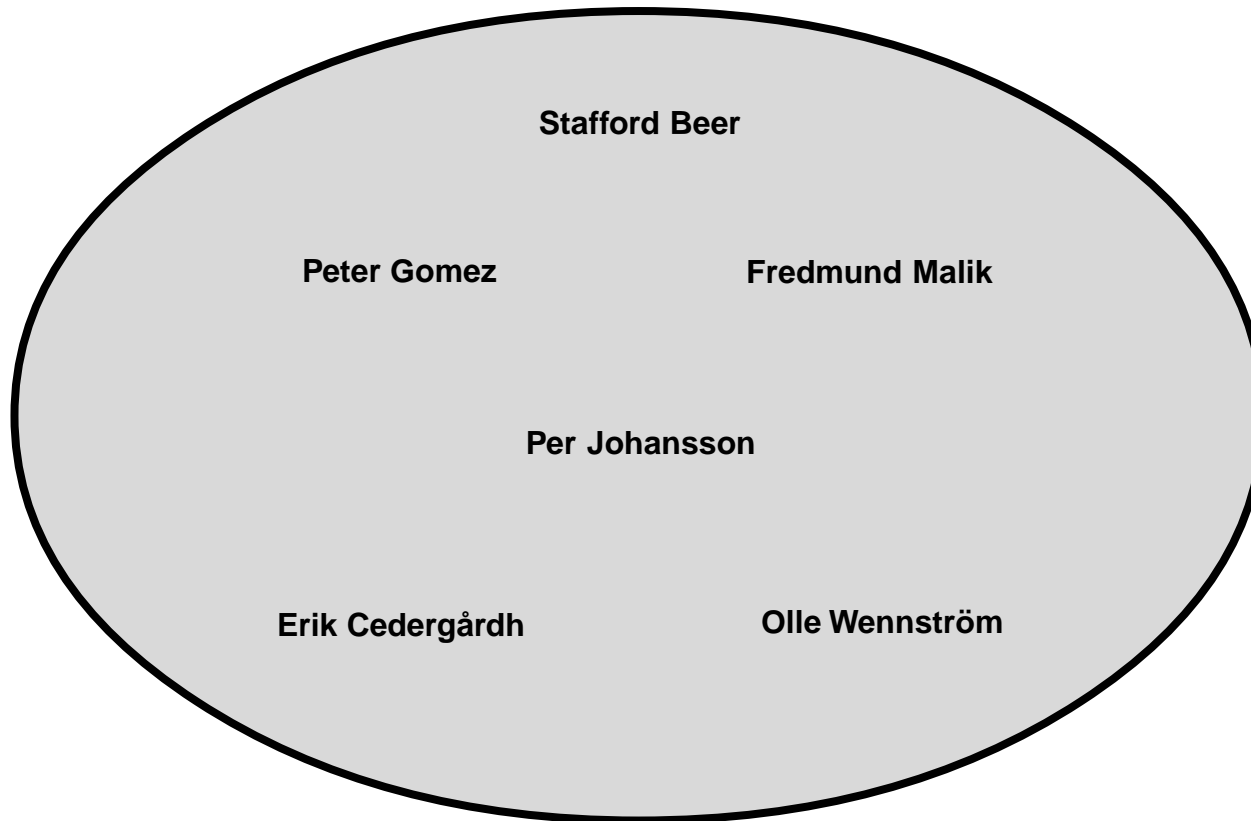 Stafford Beer
Peter Gomez
Fredmund Malik
Per Johansson
Erik Cedergårdh
Olle Wennström